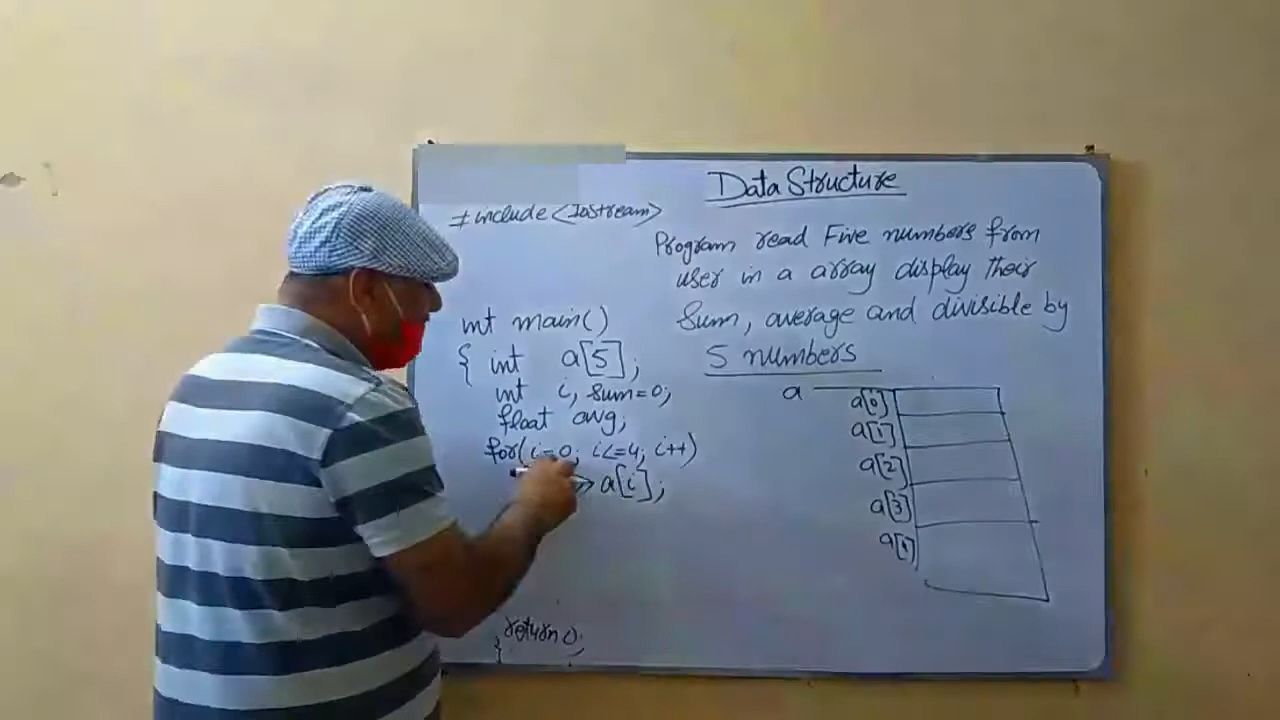 Data Structure
#include <Iostream>
Program read Five numbers from
user in a array display their
Sum, average and divisible by
5 numbers
int main()
{ int a[5];
int i, sum=0;
float avg;
for(i=0; i<=4; i++)
> a[i];
return 0;
a
a[0]
a[1]
a[2]
a[3]